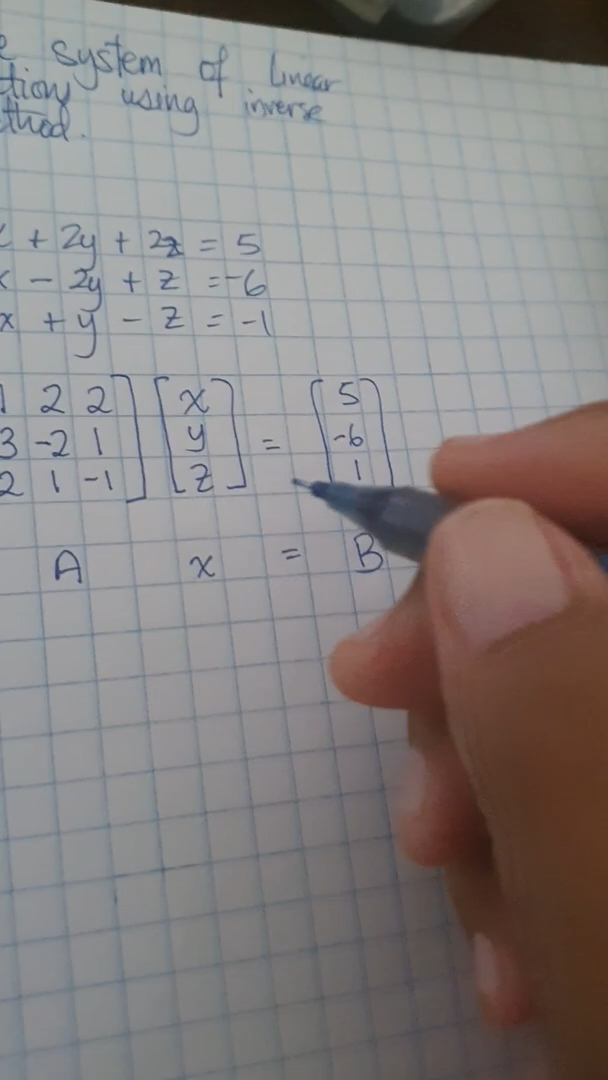 system of linear
using inverse
+ 2y + 2z = 5
- 2y + z = -6
x + y - z = -1
1 2 2 x 5
3 -2 1 y = -6
2 1 -1 z 1
A x = B